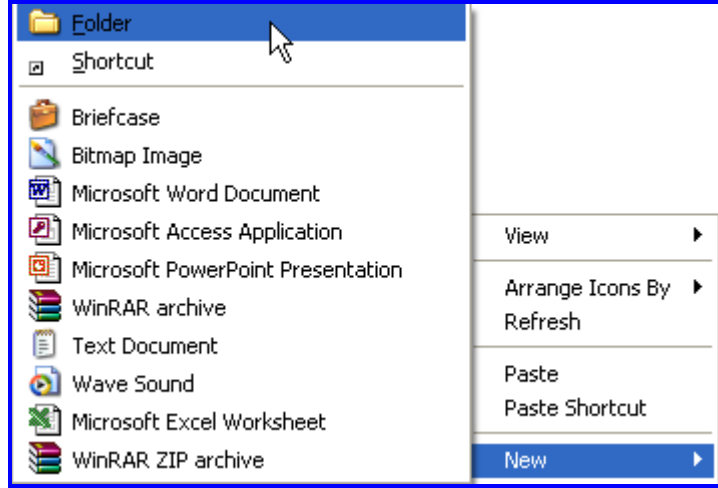 Folder
Shortcut
Briefcase
Bitmap Image
Microsoft Word Document
Microsoft Access Application
Microsoft PowerPoint Presentation
WinRAR archive
Text Document
Wave Sound
Microsoft Excel Worksheet
WinRAR ZIP archive
View
Arrange Icons By
Refresh
Paste
Paste Shortcut
New